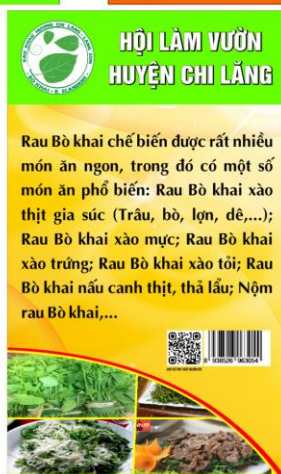 HỘI LÀM VƯỜN
HUYỆN CHI LĂNG
Rau Bò khai chế biến được rất nhiều
món ăn ngon, trong đó có một số
món ăn phổ biến: Rau Bò khai xào
thịt gia súc (Trâu, bò, lợn, dê,...);
Rau Bò khai xào mực; Rau Bò khai
xào trứng; Rau Bò khai xào tỏi; Rau
Bò khai nấu canh thịt, thả lẩu; Nộm
rau Bò khai,...
8 938526 963054